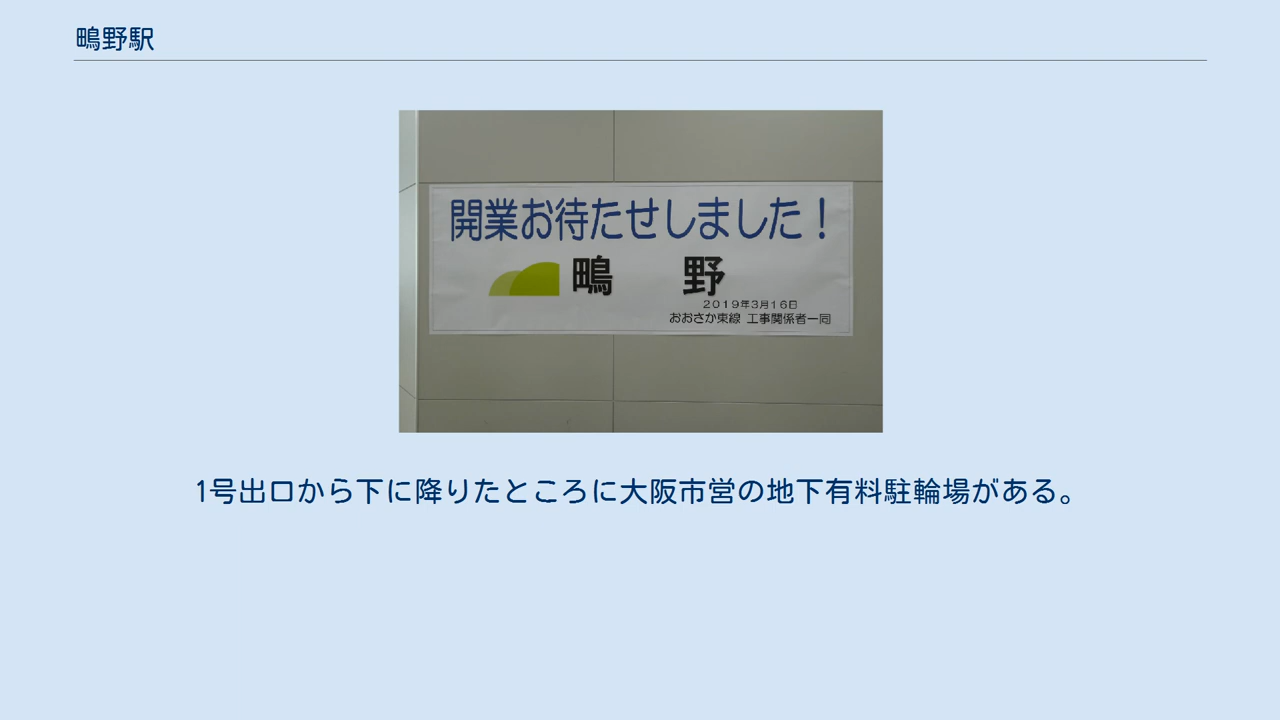 鴫野駅
開業お待たせしました！
鴫 野
2019年3月16日
おおさか東線 工事関係者一同
1号出口から下に降りたところに大阪市営の地下有料駐輪場がある。